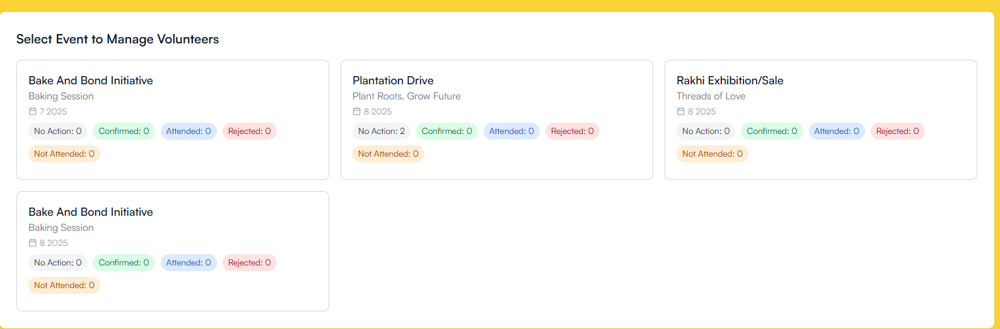 Select Event to Manage Volunteers
Bake And Bond Initiative
Baking Session
7 2025
No Action: 0 Confirmed: 0 Attended: 0 Rejected: 0
Not Attended: 0
Plantation Drive
Plant Roots, Grow Future
8 2025
No Action: 2 Confirmed: 0 Attended: 0 Rejected: 0
Not Attended: 0
Rakhi Exhibition/Sale
Threads of Love
8 2025
No Action: 0 Confirmed: 0 Attended: 0 Rejected: 0
Not Attended: 0
Bake And Bond Initiative
Baking Session
8 2025
No Action: 0 Confirmed: 0 Attended: 0 Rejected: 0
Not Attended: 0